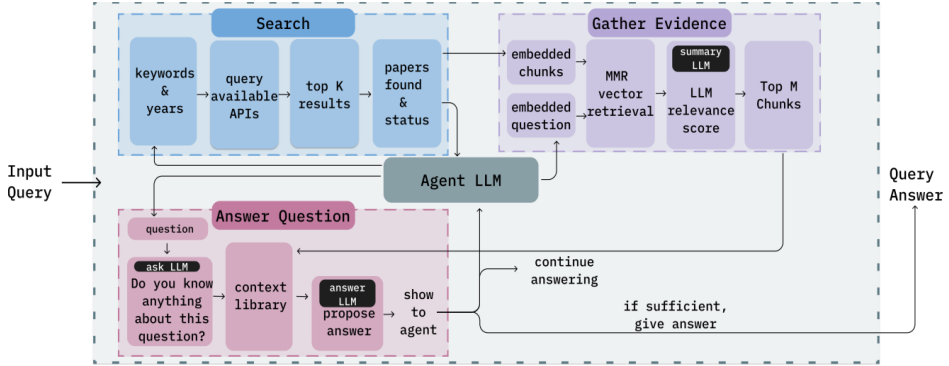 Search
keywords
&
years
query
available
APIs
top K
results
papers
found
&
status
Gather Evidence
embedded
chunks
embedded
question
MMR
vector
retrieval
summary
LLM
LLM
relevance
score
Top M
Chunks
Input
Query
Agent LLM
Query
Answer
Answer Question
question
ask LLM
Do you know
anything
about this
question?
context
library
answer
LLM
propose
answer
show
to
agent
continue
answering
if sufficient,
give answer